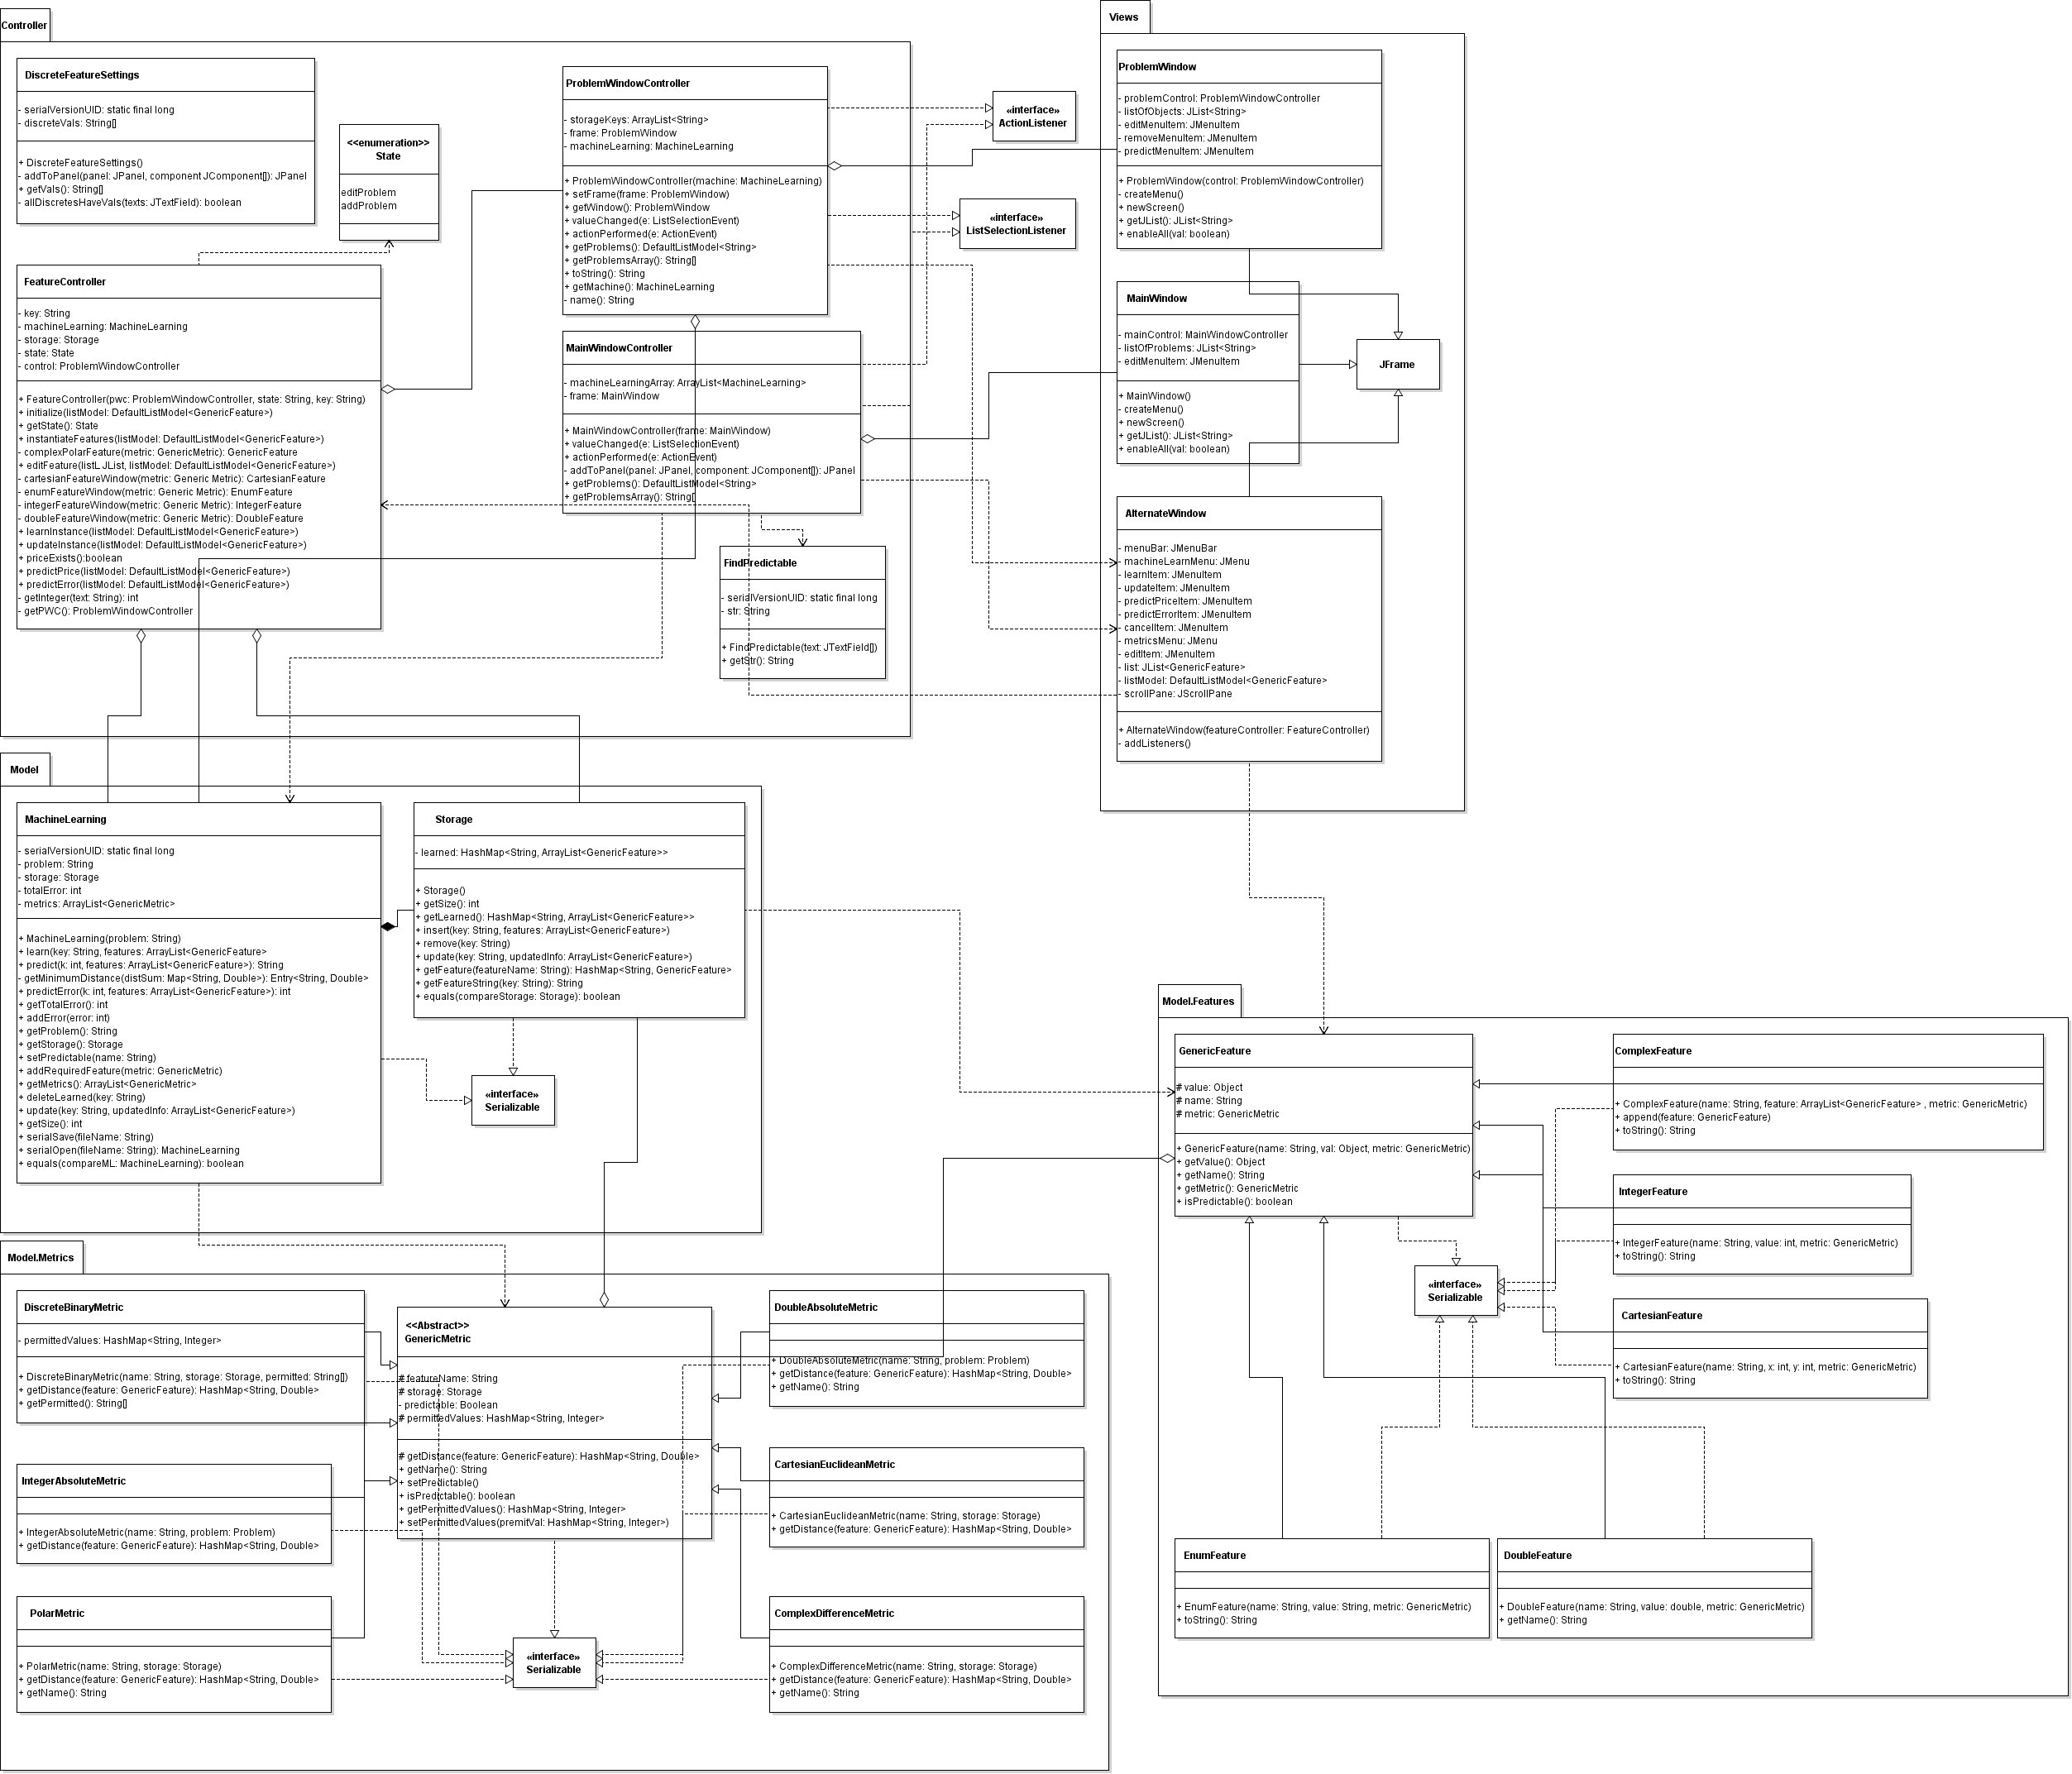 Controller
DiscreteFeatureSettings
- serialVersionUID: static final long
- discreteVals: String[]
+ DiscreteFeatureSettings()
- addToPanel(panel: JPanel, component JComponent[]): JPanel
+ getVals(): String[]
- allDiscretesHaveVals(texts: JTextField): boolean
<<enumeration>>
State
editProblem
addProblem
FeatureController
- key: String
- machineLearning: MachineLearning
- storage: Storage
- state: State
- control: ProblemWindowController
+ FeatureController(pwc: ProblemWindowController, state: String, key: String)
+ initialize(listModel: DefaultListModel<GenericFeature>)
+ getState(): State
+ instantiateFeatures(listModel: DefaultListModel<GenericFeature>)
- complexPolarFeature(metric: GenericMetric): GenericFeature
+ editFeature(listL JList, listModel: DefaultListModel<GenericFeature>)
- cartesianFeatureWindow(metric: Generic Metric): CartesianFeature
- enumFeatureWindow(metric: Generic Metric): EnumFeature
- integerFeatureWindow(metric: Generic Metric): IntegerFeature
- doubleFeatureWindow(metric: Generic Metric): DoubleFeature
+ learnInstance(listModel: DefaultListModel<GenericFeature>)
+ updateInstance(listModel: DefaultListModel<GenericFeature>)
+ priceExists():boolean
+ predictPrice(listModel: DefaultListModel<GenericFeature>)
+ predictError(listModel: DefaultListModel<GenericFeature>)
- getInteger(text: String): int
- getPWC(): ProblemWindowController
ProblemWindowController
- storageKeys: ArrayList<String>
- frame: ProblemWindow
- machineLearning: MachineLearning
+ ProblemWindowController(machine: MachineLearning)
+ setFrame(frame: ProblemWindow)
+ getWindow(): ProblemWindow
+ valueChanged(e: ListSelectionEvent)
+ actionPerformed(e: ActionEvent)
+ getProblems(): DefaultListModel<String>
+ getProblemsArray(): String[]
+ toString(): String
+ getMachine(): MachineLearning
- name(): String
MainWindowController
- machineLearningArray: ArrayList<MachineLearning>
- frame: MainWindow
+ MainWindowController(frame: MainWindow)
+ valueChanged(e: ListSelectionEvent)
+ actionPerformed(e: ActionEvent)
- addToPanel(panel: JPanel, component: JComponent[]): JPanel
+ getProblems(): DefaultListModel<String>
+ getProblemsArray(): String[]
FindPredictable
- serialVersionUID: static final long
- str: String
+ FindPredictable(text: JTextField[])
+ getStr(): String
«interface»
ActionListener
«interface»
ListSelectionListener
Views
ProblemWindow
- problemControl: ProblemWindowController
- listOfObjects: JList<String>
- editMenuItem: JMenuItem
- removeMenuItem: JMenuItem
- predictMenuItem: JMenuItem
+ ProblemWindow(control: ProblemWindowController)
- createMenu()
+ newScreen()
+ getJList(): JList<String>
+ enableAll(val: boolean)
MainWindow
- mainControl: MainWindowController
- listOfProblems: JList<String>
- editMenuItem: JMenuItem
+ MainWindow()
- createMenu()
+ newScreen()
+ getJList(): JList<String>
+ enableAll(val: boolean)
JFrame
AlternateWindow
- menuBar: JMenuBar
- machineLearnMenu: JMenu
- learnItem: JMenuItem
- updateItem: JMenuItem
- predictPriceItem: JMenuItem
- predictErrorItem: JMenuItem
- cancelItem: JMenuItem
- metricsMenu: JMenu
- editItem: JMenuItem
- list: JList<GenericFeature>
- listModel: DefaultListModel<GenericFeature>
- scrollPane: JScrollPane
+ AlternateWindow(featureController: FeatureController)
- addListeners()
Model
MachineLearning
- serialVersionUID: static final long
- problem: String
- storage: Storage
- totalError: int
- metrics: ArrayList<GenericMetric>
+ MachineLearning(problem: String)
+ learn(key: String, features: ArrayList<GenericFeature>
+ predict(k: int, features: ArrayList<GenericFeature>): String
- getMinimumDistance(distSum: Map<String, Double>): Entry<String, Double>
+ predictError(k: int, features: ArrayList<GenericFeature>): int
+ getTotalError(): int
+ addError(error: int)
+ getProblem(): String
+ getStorage(): Storage
+ setPredictable(name: String)
+ addRequiredFeature(metric: GenericMetric)
+ getMetrics(): ArrayList<GenericMetric>
+ deleteLearned(key: String)
+ update(key: String, updatedInfo: ArrayList<GenericFeature>)
+ getSize(): int
+ serialSave(fileName: String)
+ serialOpen(fileName: String): MachineLearning
+ equals(compareML: MachineLearning): boolean
Storage
- learned: HashMap<String, ArrayList<GenericFeature>>
+ Storage()
+ getSize(): int
+ getLearned(): HashMap<String, ArrayList<GenericFeature>>
+ insert(key: String, features: ArrayList<GenericFeature>)
+ remove(key: String)
+ update(key: String, updatedInfo: ArrayList<GenericFeature>)
+ getFeature(featureName: String): HashMap<String, GenericFeature>
+ getFeatureString(key: String): String
+ equals(compareStorage: Storage): boolean
«interface»
Serializable
Model.Metrics
DiscreteBinaryMetric
- permittedValues: HashMap<String, Integer>
+ DiscreteBinaryMetric(name: String, storage: Storage, permitted: String[])
+ getDistance(feature: GenericFeature): HashMap<String, Double>
+ getPermitted(): String[]
IntegerAbsoluteMetric
+ IntegerAbsoluteMetric(name: String, problem: Problem)
+ getDistance(feature: GenericFeature): HashMap<String, Double>
PolarMetric
+ PolarMetric(name: String, storage: Storage)
+ getDistance(feature: GenericFeature): HashMap<String, Double>
+ getName(): String
<<Abstract>>
GenericMetric
# featureName: String
# storage: Storage
- predictable: Boolean
# permittedValues: HashMap<String, Integer>
# getDistance(feature: GenericFeature): HashMap<String, Double>
+ getName(): String
+ setPredictable()
+ isPredictable(): boolean
+ getPermittedValues(): HashMap<String, Integer>
+ setPermittedValues(premitVal: HashMap<String, Integer>)
«interface»
Serializable
DoubleAbsoluteMetric
+ DoubleAbsoluteMetric(name: String, problem: Problem)
+ getDistance(feature: GenericFeature): HashMap<String, Double>
+ getName(): String
CartesianEuclideanMetric
+ CartesianEuclideanMetric(name: String, storage: Storage)
+ getDistance(feature: GenericFeature): HashMap<String, Double>
ComplexDifferenceMetric
+ ComplexDifferenceMetric(name: String, storage: Storage)
+ getDistance(feature: GenericFeature): HashMap<String, Double>
+ getName(): String
Model.Features
GenericFeature
# value: Object
# name: String
# metric: GenericMetric
+ GenericFeature(name: String, val: Object, metric: GenericMetric)
+ getValue(): Object
+ getName(): String
+ getMetric(): GenericMetric
+ isPredictable(): boolean
«interface»
Serializable
ComplexFeature
+ ComplexFeature(name: String, feature: ArrayList<GenericFeature> , metric: GenericMetric)
+ append(feature: GenericFeature)
+ toString(): String
IntegerFeature
+ IntegerFeature(name: String, value: int, metric: GenericMetric)
+ toString(): String
CartesianFeature
+ CartesianFeature(name: String, x: int, y: int, metric: GenericMetric)
+ toString(): String
EnumFeature
+ EnumFeature(name: String, value: String, metric: GenericMetric)
+ toString(): String
DoubleFeature
+ DoubleFeature(name: String, value: double, metric: GenericMetric)
+ getName(): String